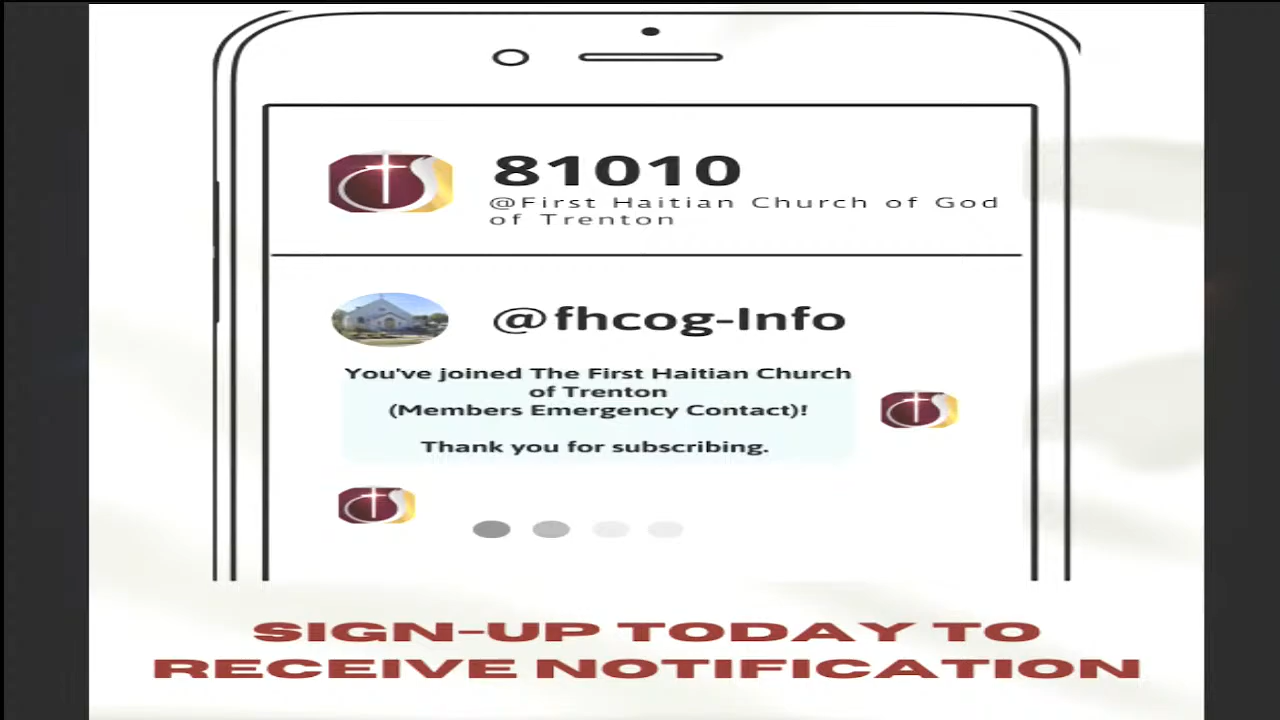 81010
@First Haitian Church of God
of Trenton
@fhcog-Info
You've joined The First Haitian Church
of Trenton
(Members Emergency Contact)!
Thank you for subscribing.
SIGN-UP TODAY TO
RECEIVE NOTIFICATION